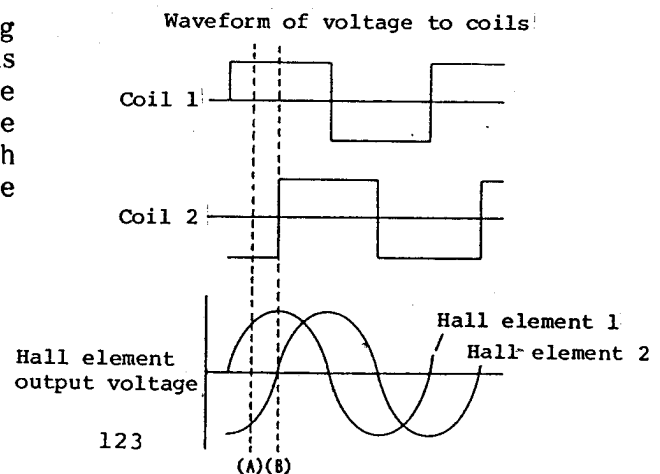 Waveform of voltage to coils
g
s
e
e
h
e
Coil 1
Coil 2
Hall element 1
Hall element 2
Hall element
output voltage
123
(A)(B)